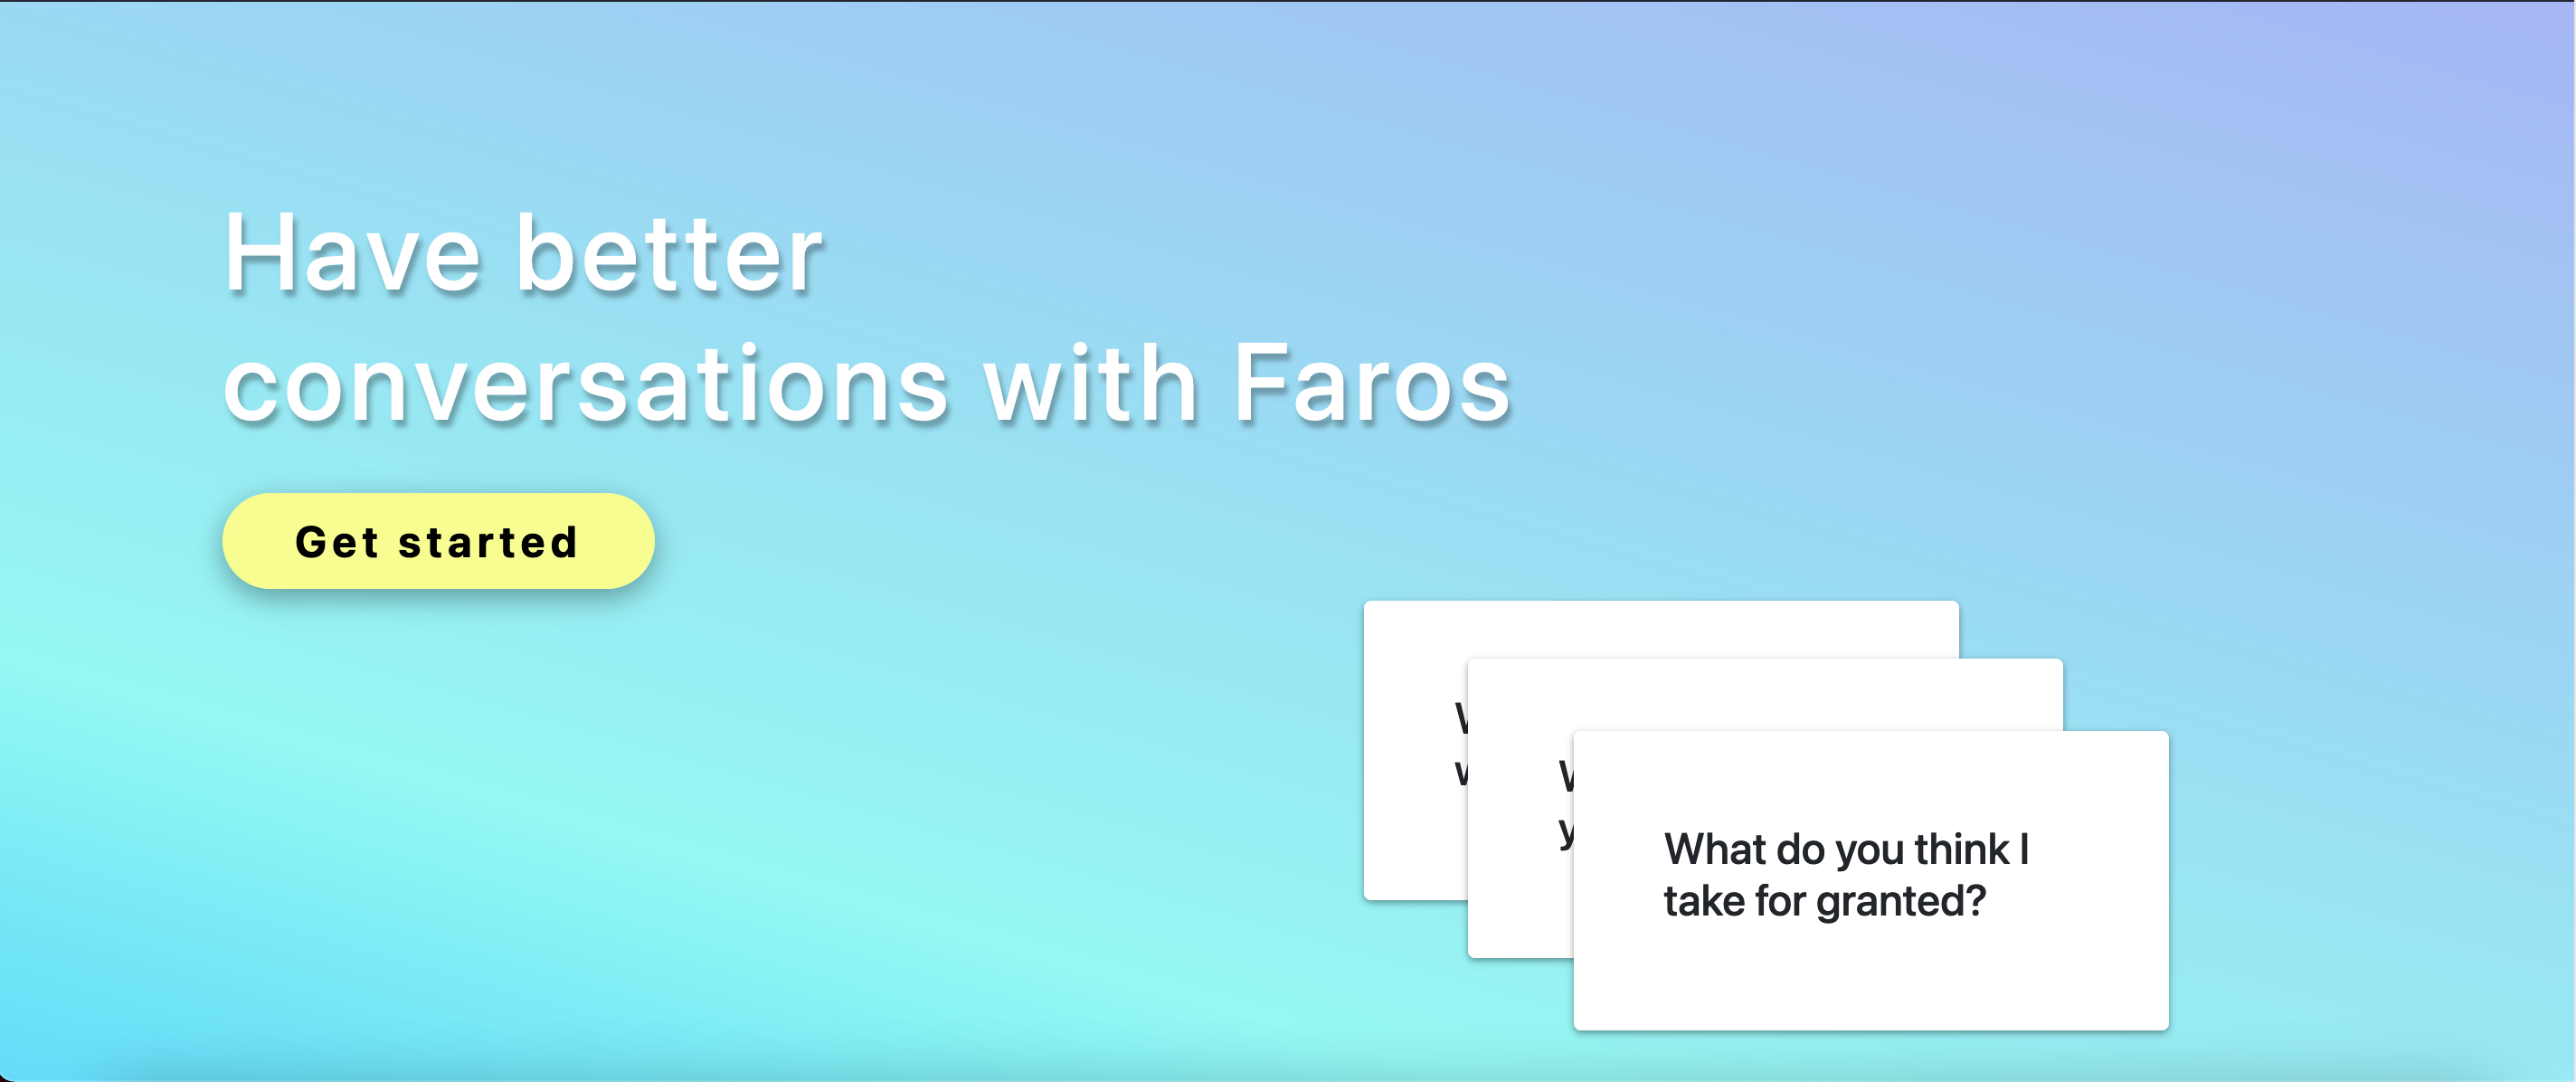 Have better
conversations with Faros
Get started
What do you think I
take for granted?